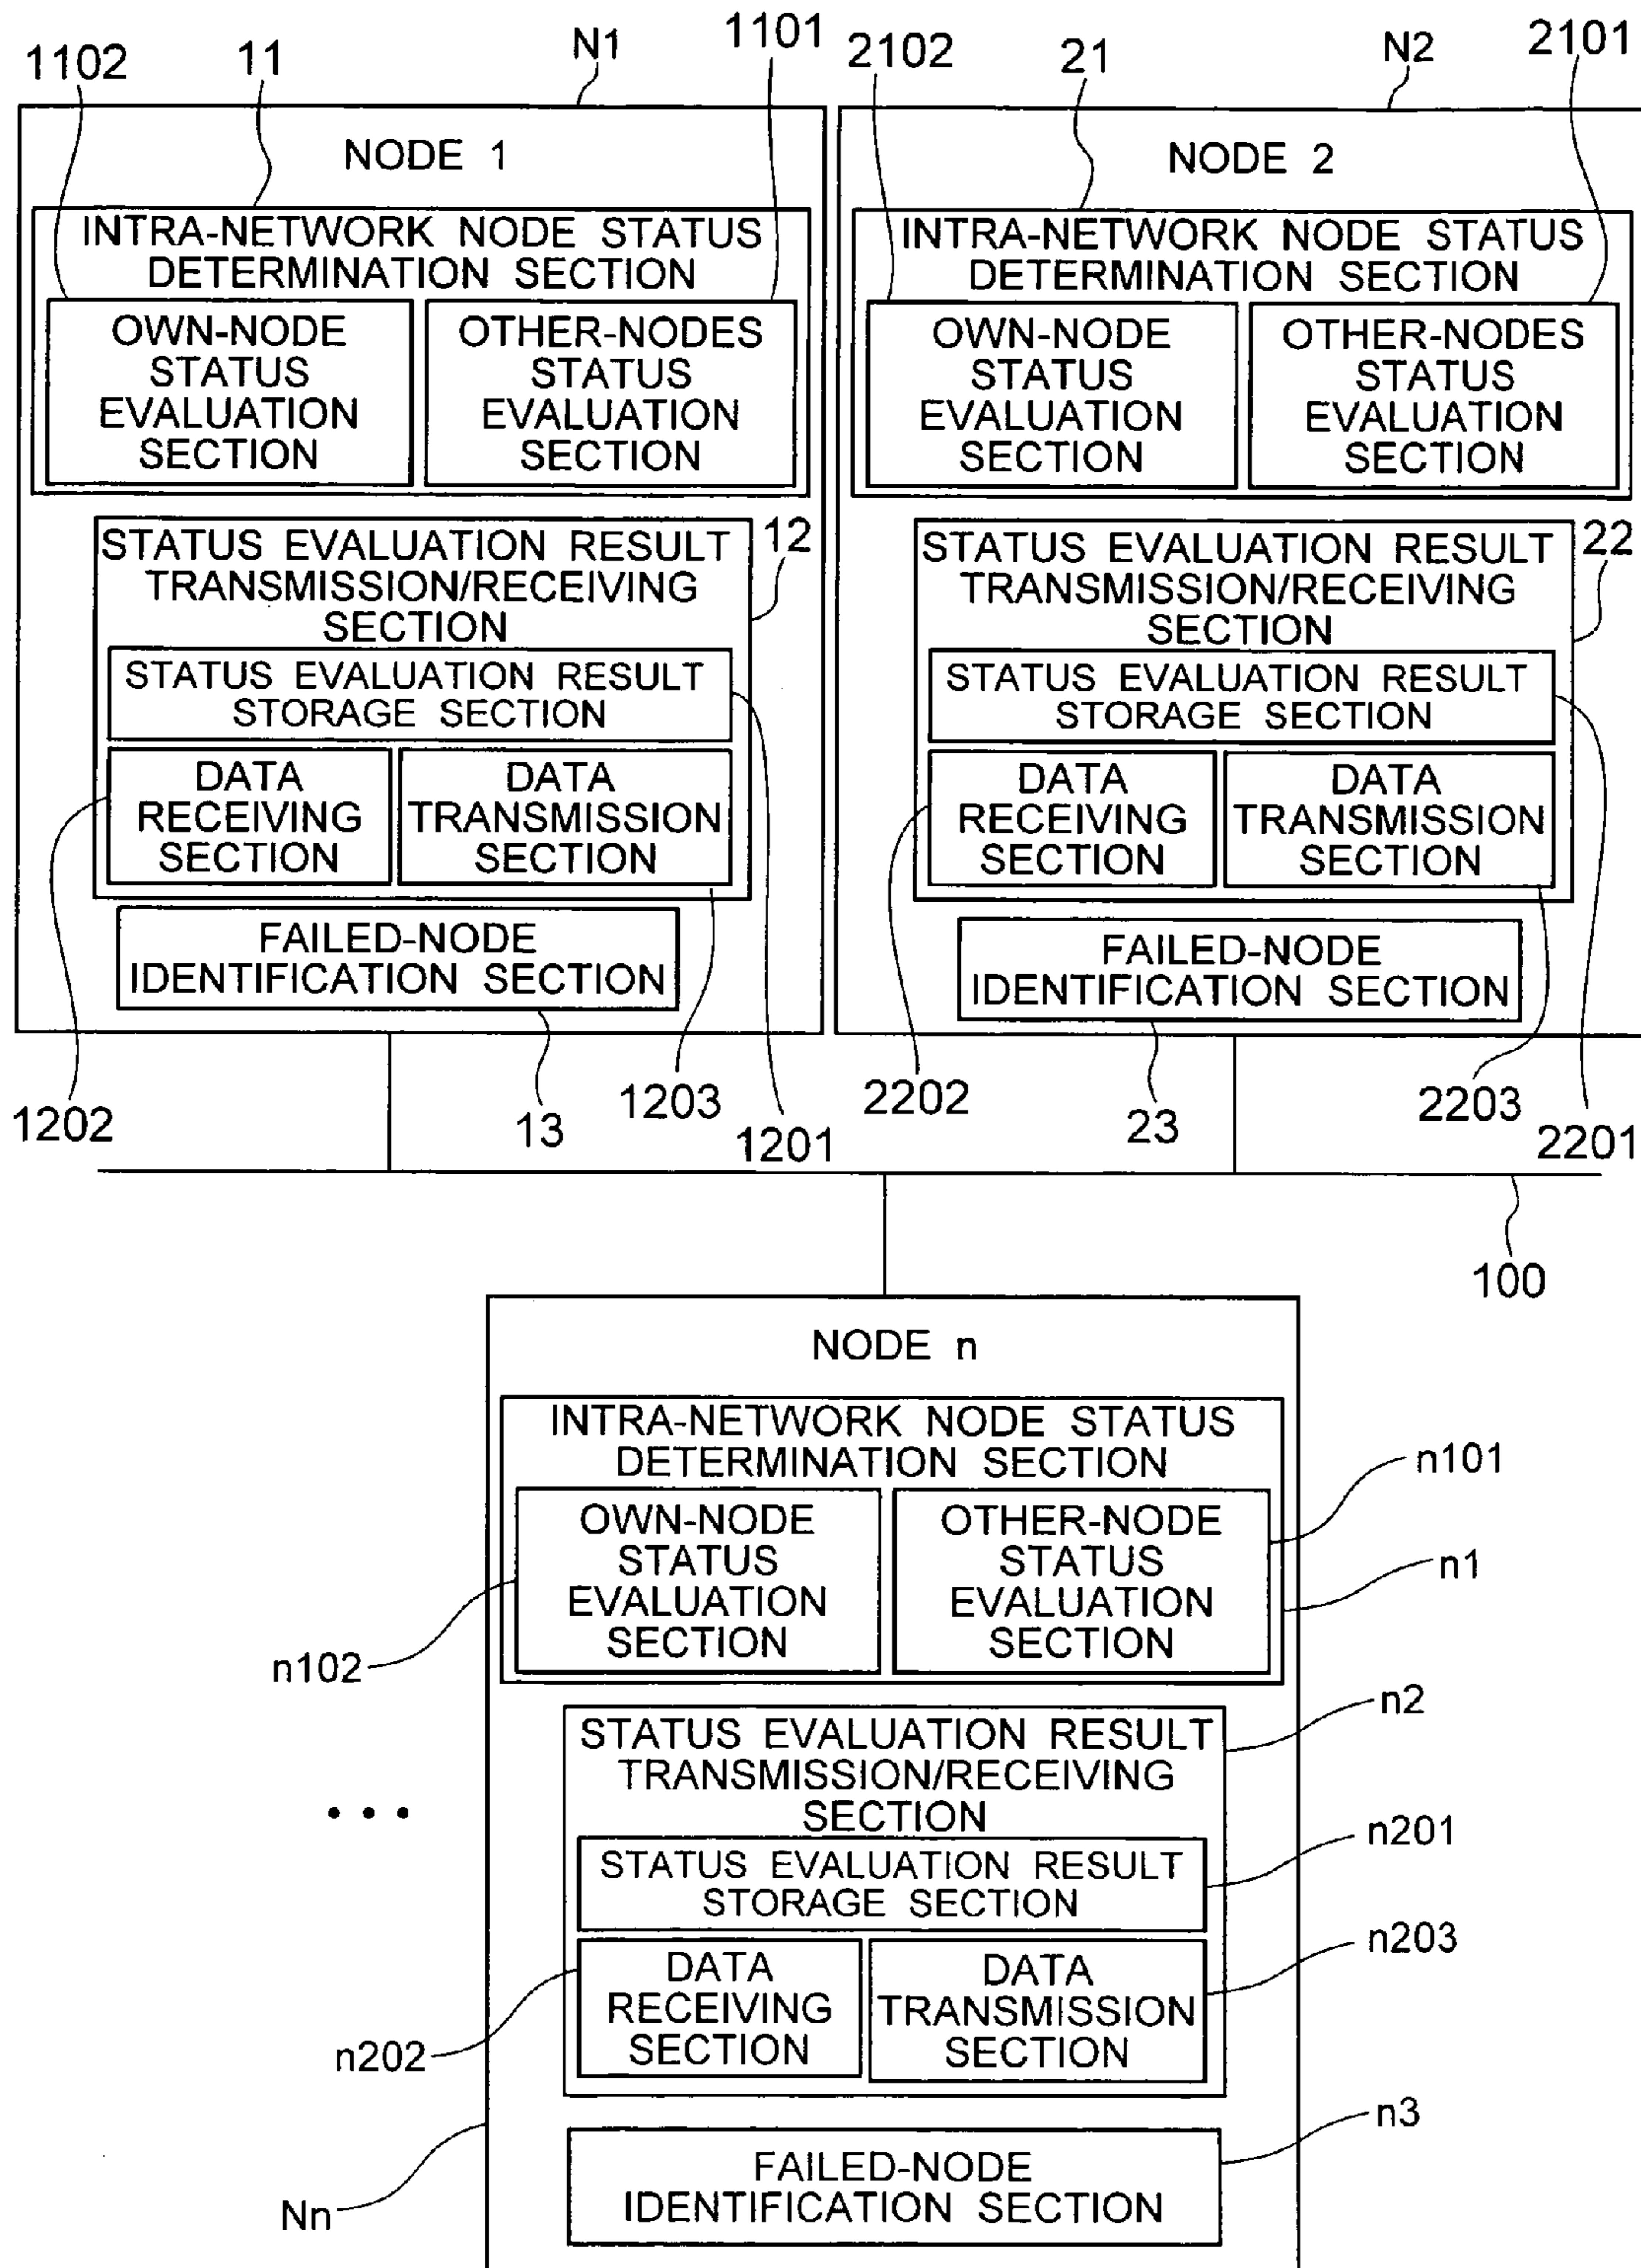 1102
11
N1
1101
2102
21
N2
2101
NODE 1
INTRA-NETWORK NODE STATUS
DETERMINATION SECTION
OWN-NODE
STATUS
EVALUATION
SECTION
OTHER-NODES
STATUS
EVALUATION
SECTION
STATUS EVALUATION RESULT
TRANSMISSION/RECEIVING
SECTION
12
STATUS EVALUATION RESULT
STORAGE SECTION
DATA
RECEIVING
SECTION
DATA
TRANSMISSION
SECTION
FAILED-NODE
IDENTIFICATION SECTION
1202
13
1203
1201
NODE 2
INTRA-NETWORK NODE STATUS
DETERMINATION SECTION
OWN-NODE
STATUS
EVALUATION
SECTION
OTHER-NODES
STATUS
EVALUATION
SECTION
STATUS EVALUATION RESULT
TRANSMISSION/RECEIVING
SECTION
22
STATUS EVALUATION RESULT
STORAGE SECTION
DATA
RECEIVING
SECTION
DATA
TRANSMISSION
SECTION
FAILED-NODE
IDENTIFICATION SECTION
2202
23
2203
2201
100
NODE n
INTRA-NETWORK NODE STATUS
DETERMINATION SECTION
OWN-NODE
STATUS
EVALUATION
SECTION
OTHER-NODE
STATUS
EVALUATION
SECTION
n101
n1
n102
STATUS EVALUATION RESULT
TRANSMISSION/RECEIVING
SECTION
n2
• • •
STATUS EVALUATION RESULT
STORAGE SECTION
n201
DATA
RECEIVING
SECTION
DATA
TRANSMISSION
SECTION
n203
n202
n3
FAILED-NODE
IDENTIFICATION SECTION
Nn